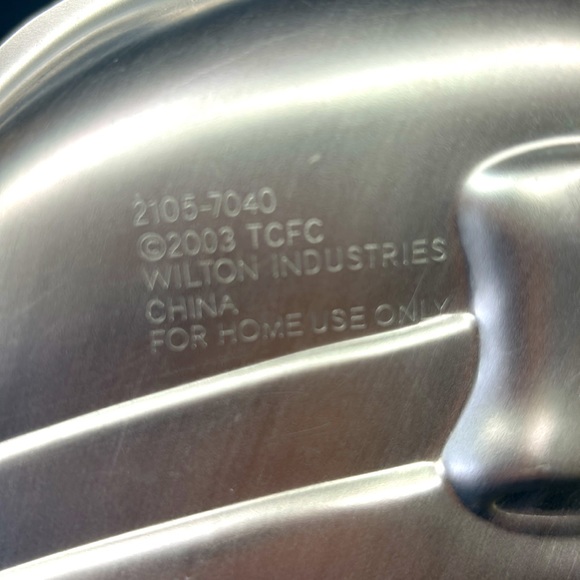 2105-7040
©2003 TCFC
WILTON INDUSTRIES
CHINA
FOR HOME USE ONLY